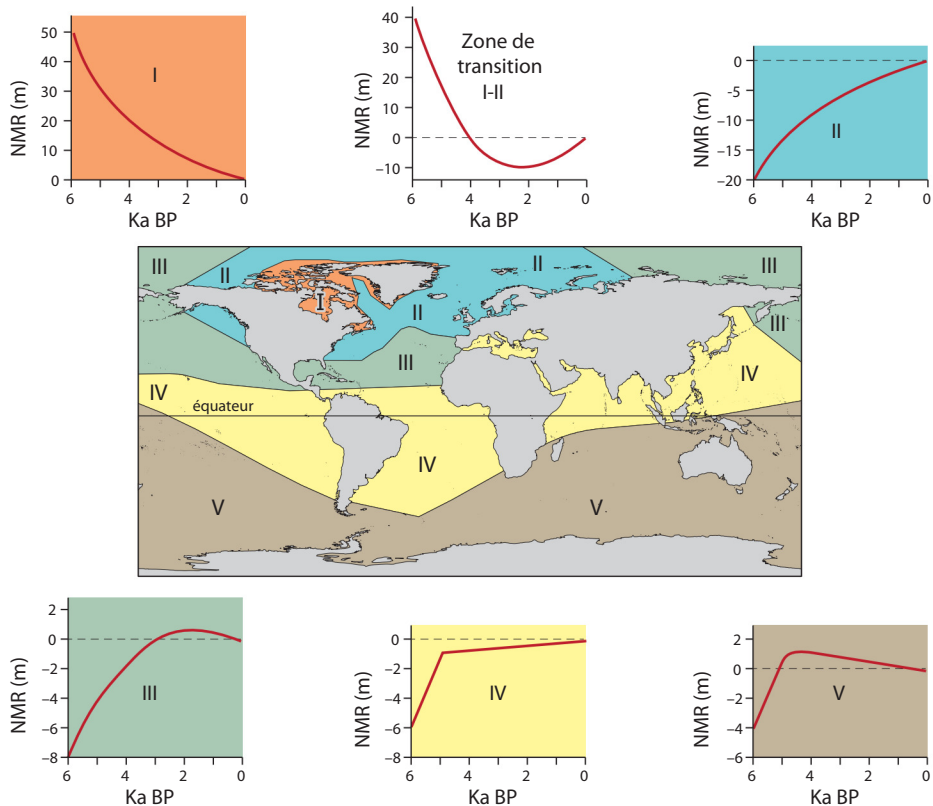 50
40
30
20
10
0
NMR (m)
I
6
4
2
0
Ka BP
40
30
20
10
0
−10
NMR (m)
Zone de
transition
I-II
6
4
2
0
Ka BP
0
−5
−10
−15
−20
NMR (m)
II
6
4
2
0
Ka BP
III
II
I
II
II
III
III
III
IV
IV
équateur
IV
V
V
2
0
−2
−4
−6
−8
NMR (m)
III
6
4
2
0
Ka BP
0
−2
−4
−6
−8
NMR (m)
IV
6
4
2
0
Ka BP
2
0
−2
−4
−6
NMR (m)
V
6
4
2
0
Ka BP